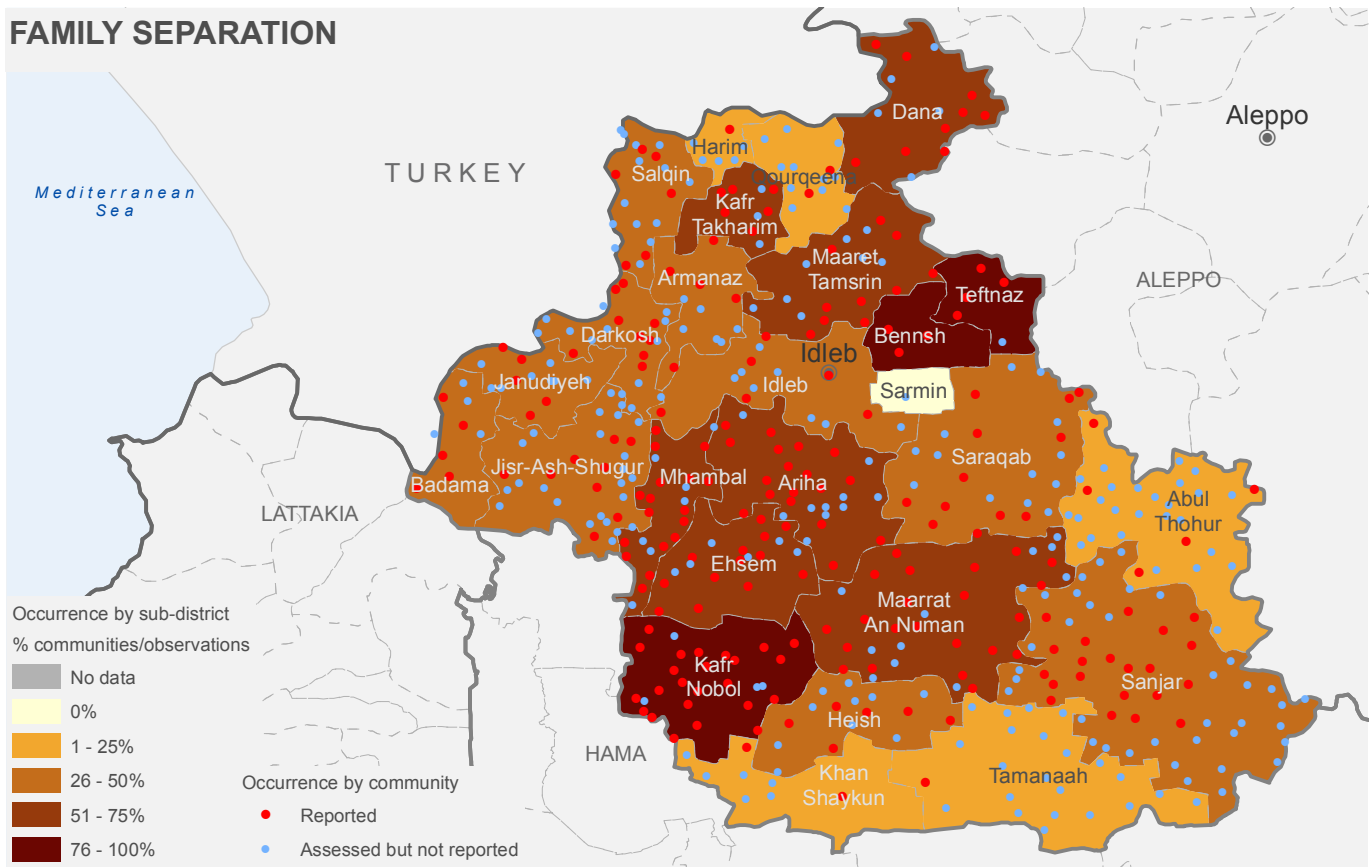 FAMILY SEPARATION
Dana
Aleppo
Harim
TURKEY
Salqin
Qourqeena
Mediterranean
Sea
Kafr
Takharim
Maaret
Tamsrin
Armanaz
ALEPPO
Teftnaz
Darkosh
Bennsh
Idleb
Janudiyeh
Idleb
Sarmin
Saraqab
Jisr-Ash-Shugur
Mhambal
Ariha
Badama
Abul
Thohur
LATTAKIA
Ehsem
Maarrat
An Numan
Kafr
Nobol
Sanjar
Heish
HAMA
Khan
Shaykun
Tamanaah
Occurrence by sub-district
% communities/observations
No data
0%
1 - 25%
26 - 50%
51 - 75%
76 - 100%
Occurrence by community
Reported
Assessed but not reported